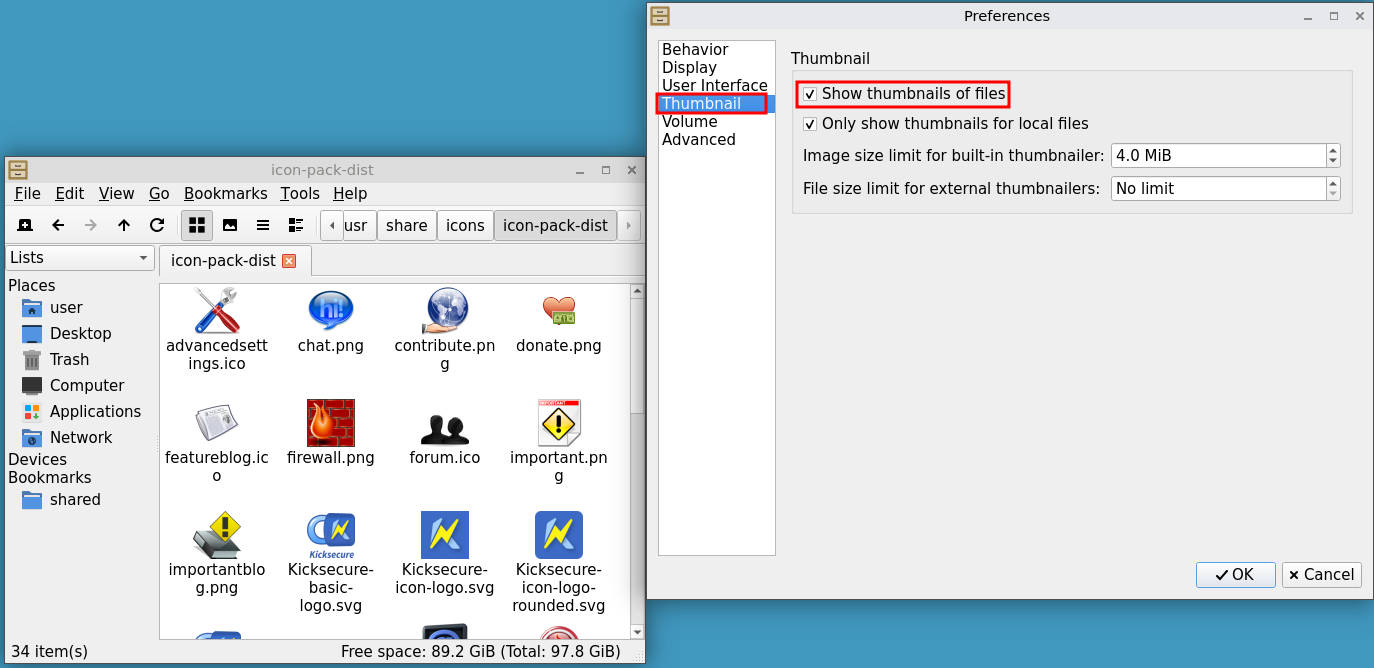 icon-pack-dist
File Edit View Go Bookmarks Tools Help
usr share icons icon-pack-dist
Lists
icon-pack-dist
Places
user
Desktop
Trash
Computer
Applications
Network
Devices
Bookmarks
shared
advancedsett
ings.ico
chat.png
contribute.pn
g
donate.png
featureblog.ic
o
firewall.png
forum.ico
IMPORTANT
important.pn
g
importantblo
g.png
hi!
Kicksecure
Kicksecure-
basic-
logo.svg
Kicksecure-
icon-logo.svg
Kicksecure-
icon-logo-
rounded.svg
34 item(s)
Free space: 89.2 GiB (Total: 97.8 GiB)
Preferences
Behavior
Display
User Interface
Thumbnail
Volume
Advanced
Thumbnail
Show thumbnails of files
Only show thumbnails for local files
Image size limit for built-in thumbnailer: 4.0 MiB
File size limit for external thumbnailers: No limit
OK
Cancel